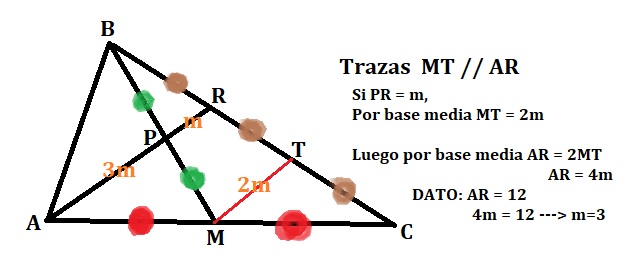 B
R
m
P
T
3m
2m
A
M
C
Trazas MT // AR
Si PR = m,
Por base media MT = 2m
Luego por base media AR = 2MT
AR = 4m
DATO: AR = 12
4m = 12 ---> m=3